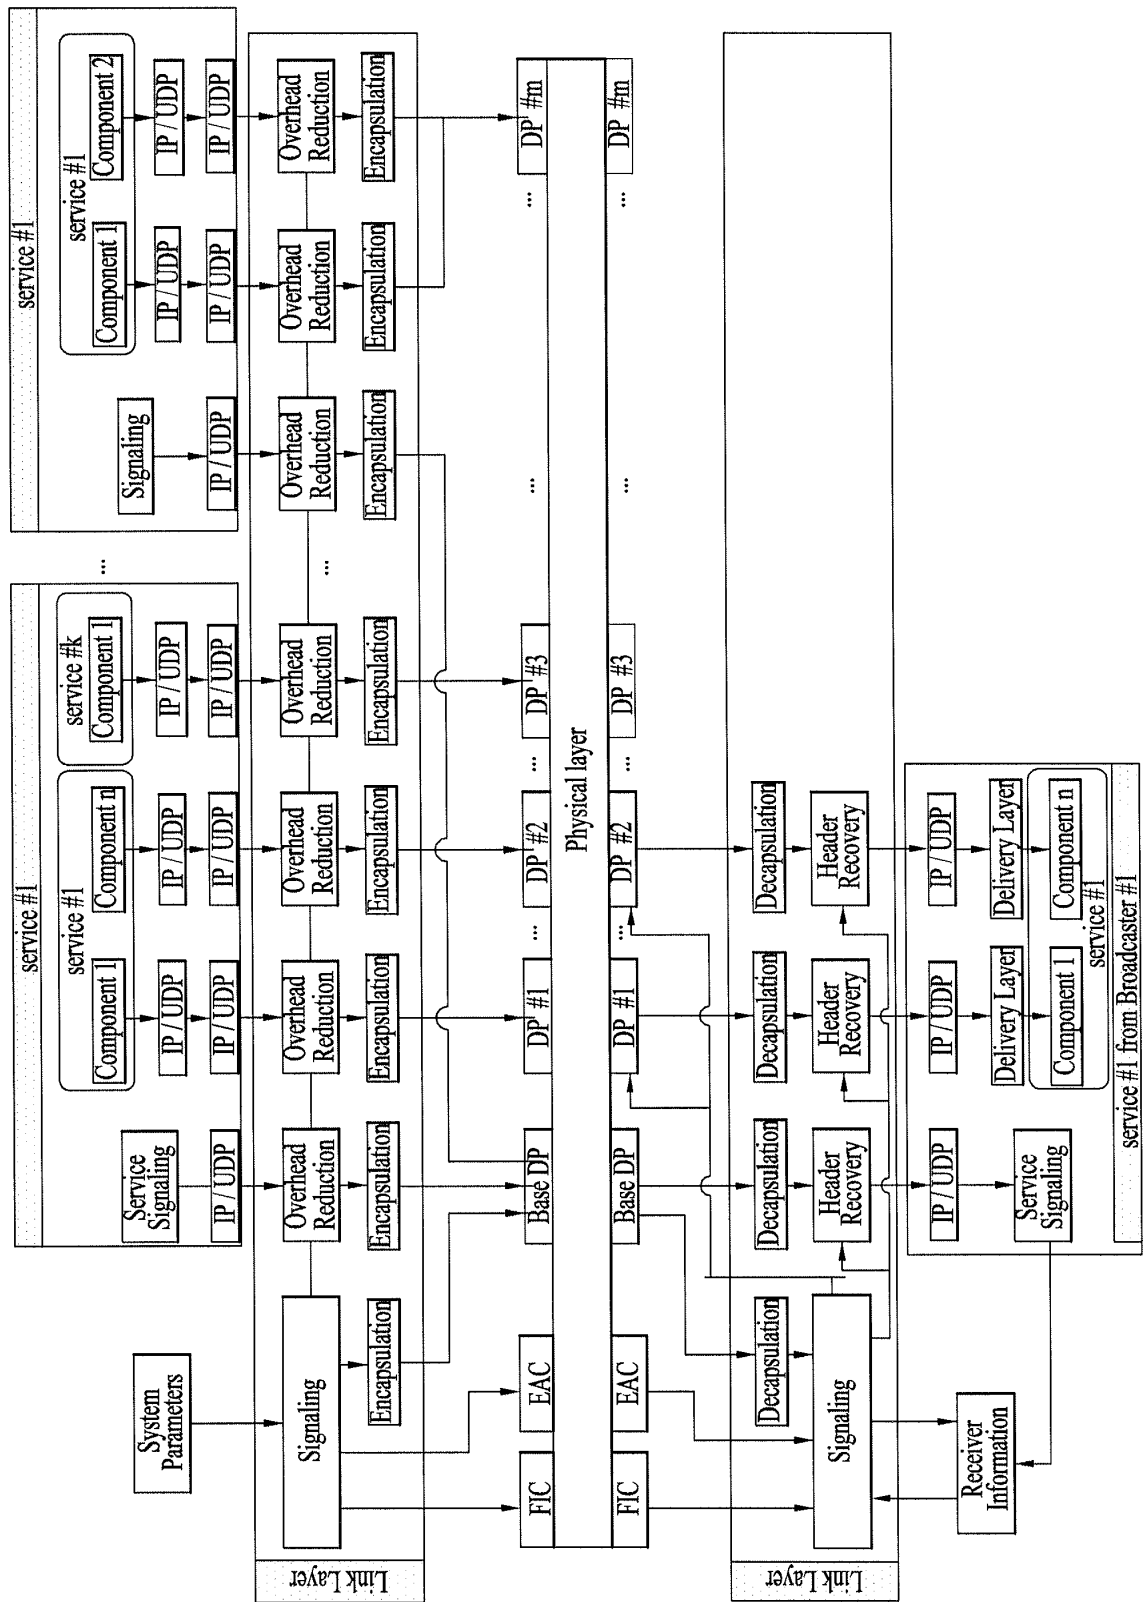 service #1
service #1
service #1
service #k
service #1
Component 1
Component n
Component 1
Component 1
Component 2
System
Parameters
Service
Signaling
IP / UDP
IP / UDP
IP / UDP
...
Signaling
IP / UDP
IP / UDP
IP / UDP
IP / UDP
IP / UDP
IP / UDP
IP / UDP
IP / UDP
IP / UDP
IP / UDP
Link Layer
Signaling
Overhead
Reduction
Overhead
Reduction
Overhead
Reduction
Overhead
Reduction
...
Overhead
Reduction
Overhead
Reduction
Overhead
Reduction
Encapsulation
Encapsulation
Encapsulation
Encapsulation
Encapsulation
Encapsulation
Encapsulation
Encapsulation
FIC
EAC
Base DP
DP #1
...
DP #2
...
DP #3
...
...
DP #m
Physical layer
FIC
EAC
Base DP
DP #1
...
DP #2
...
DP #3
...
...
DP #m
Link Layer
Decapsulation
Decapsulation
Decapsulation
Decapsulation
Signaling
Header
Recovery
Header
Recovery
Header
Recovery
Receiver
Information
IP / UDP
IP / UDP
IP / UDP
Service
Signaling
Delivery Layer
Delivery Layer
Component 1
Component n
service #1
service #1 from Broadcaster #1